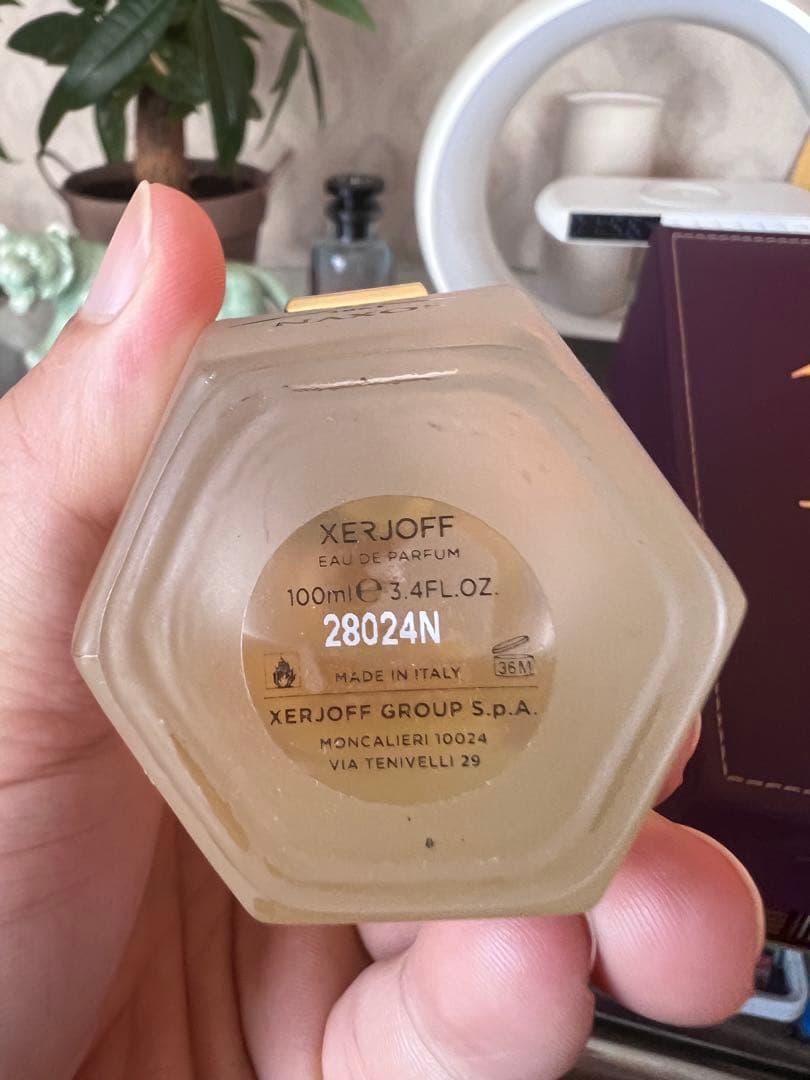 NAXOS
XERJOFF
EAU DE PARFUM
100ml e 3.4FL.OZ.
28024N
36M
MADE IN ITALY
XERJOFF GROUP S.p.A.
MONCALIERI 10024
VIA TENIVELLI 29